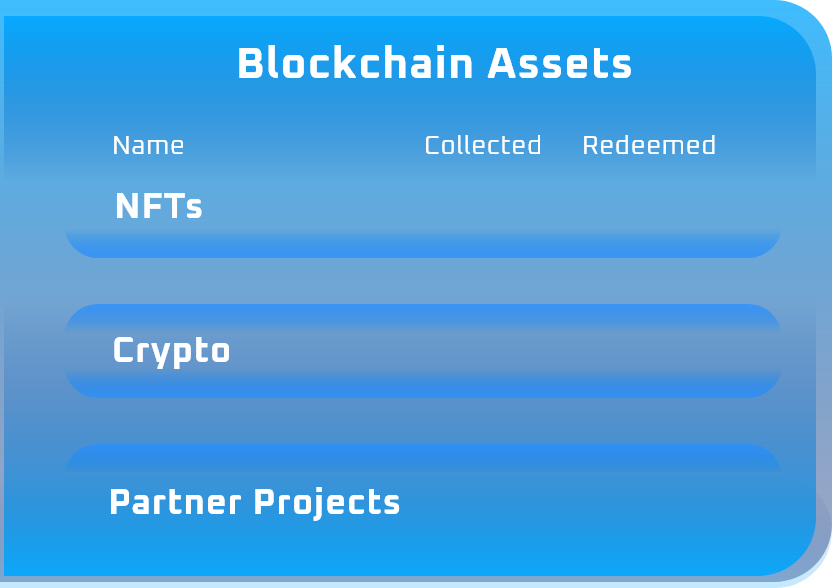 Blockchain Assets
Name Collected Redeemed
NFTs
Crypto
Partner Projects